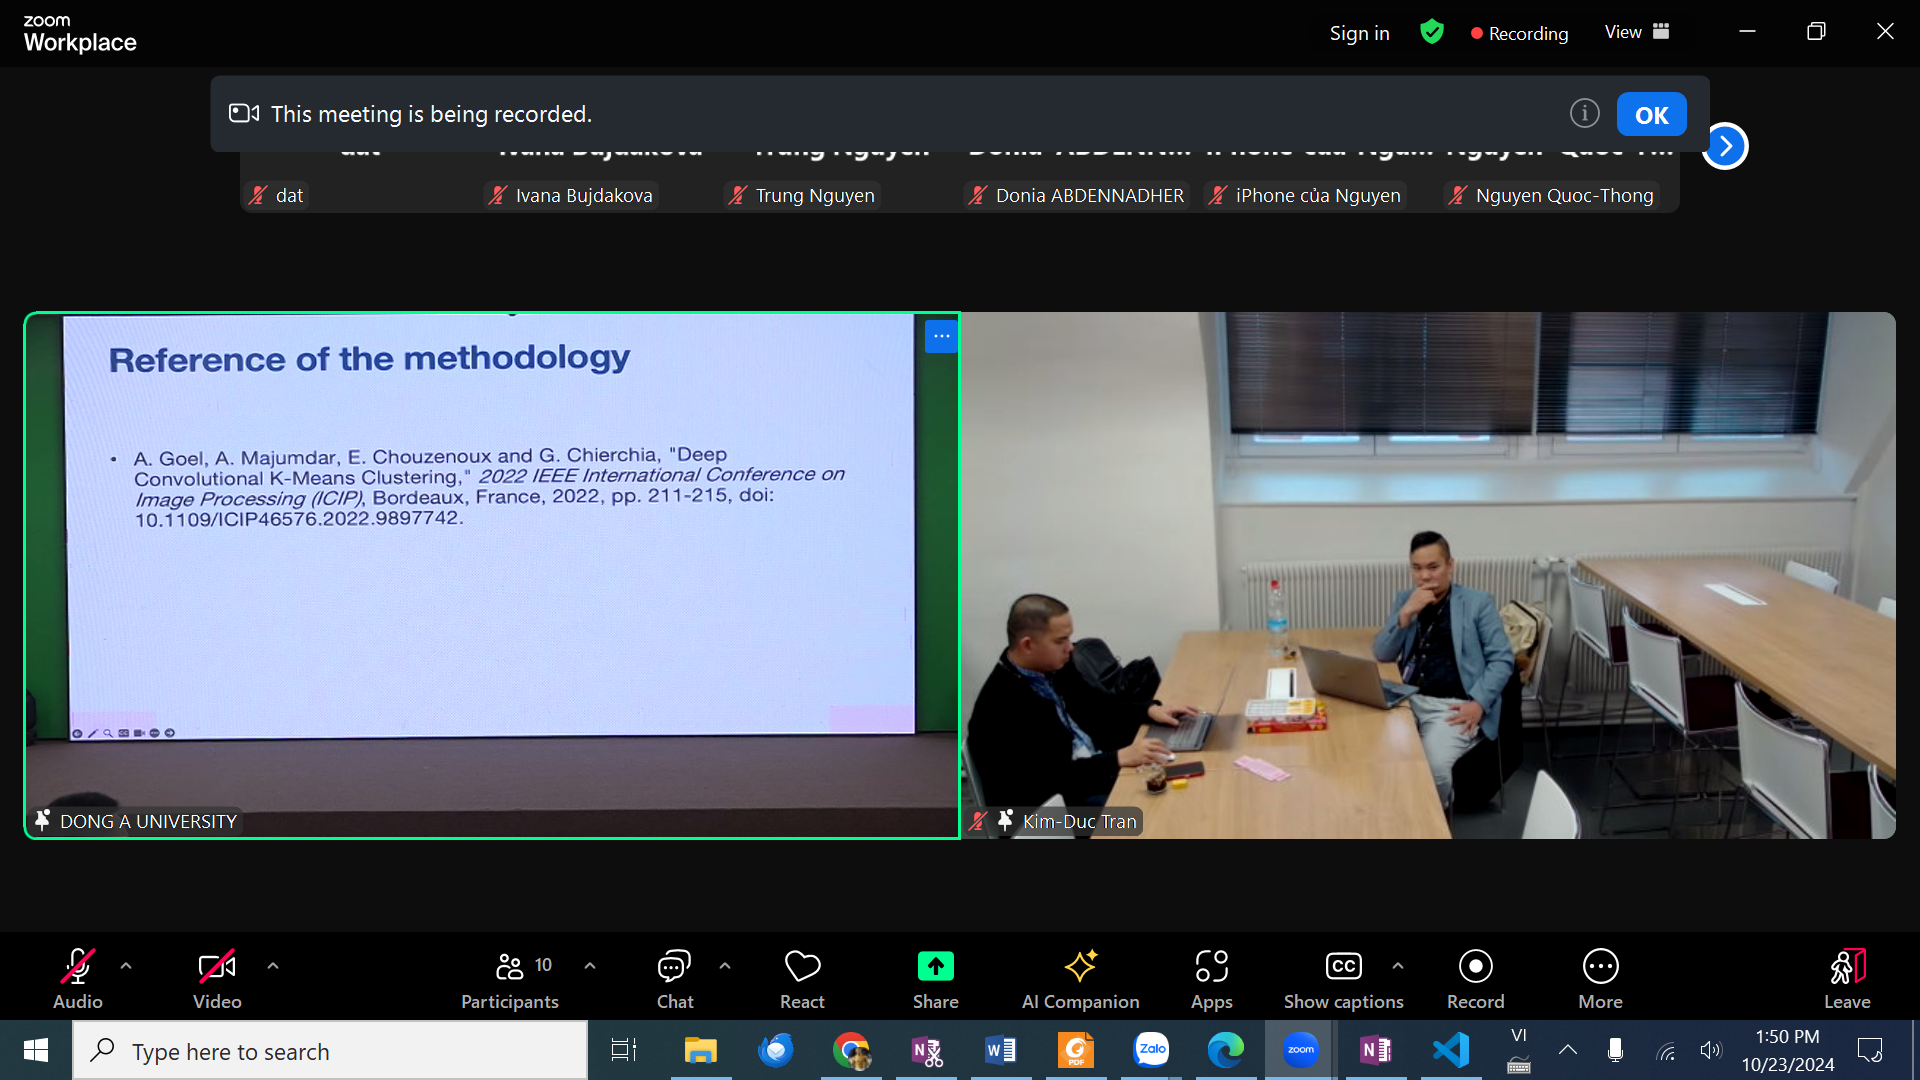 zoom
Workplace
Sign in
Recording
View
This meeting is being recorded.
OK
dat
Ivana Bujdakova
Trung Nguyen
Donia ABDENNADHER
iPhone của Nguyen
Nguyen Quoc-Thong
Reference of the methodology
• A. Goel, A. Majumdar, E. Chouzenoux and G. Chierchia, "Deep
Convolutional K-Means Clustering," 2022 IEEE International Conference on
Image Processing (ICIP), Bordeaux, France, 2022, pp. 211-215, doi:
10.1109/ICIP46576.2022.9897742.
DONG A UNIVERSITY
Kim-Duc Tran
Audio
Video
Participants
10
Chat
React
Share
AI Companion
Apps
CC
Show captions
Record
More
Leave
Type here to search
N
W
PDF
Zalo
zoom
N
VI
1:50 PM
10/23/2024